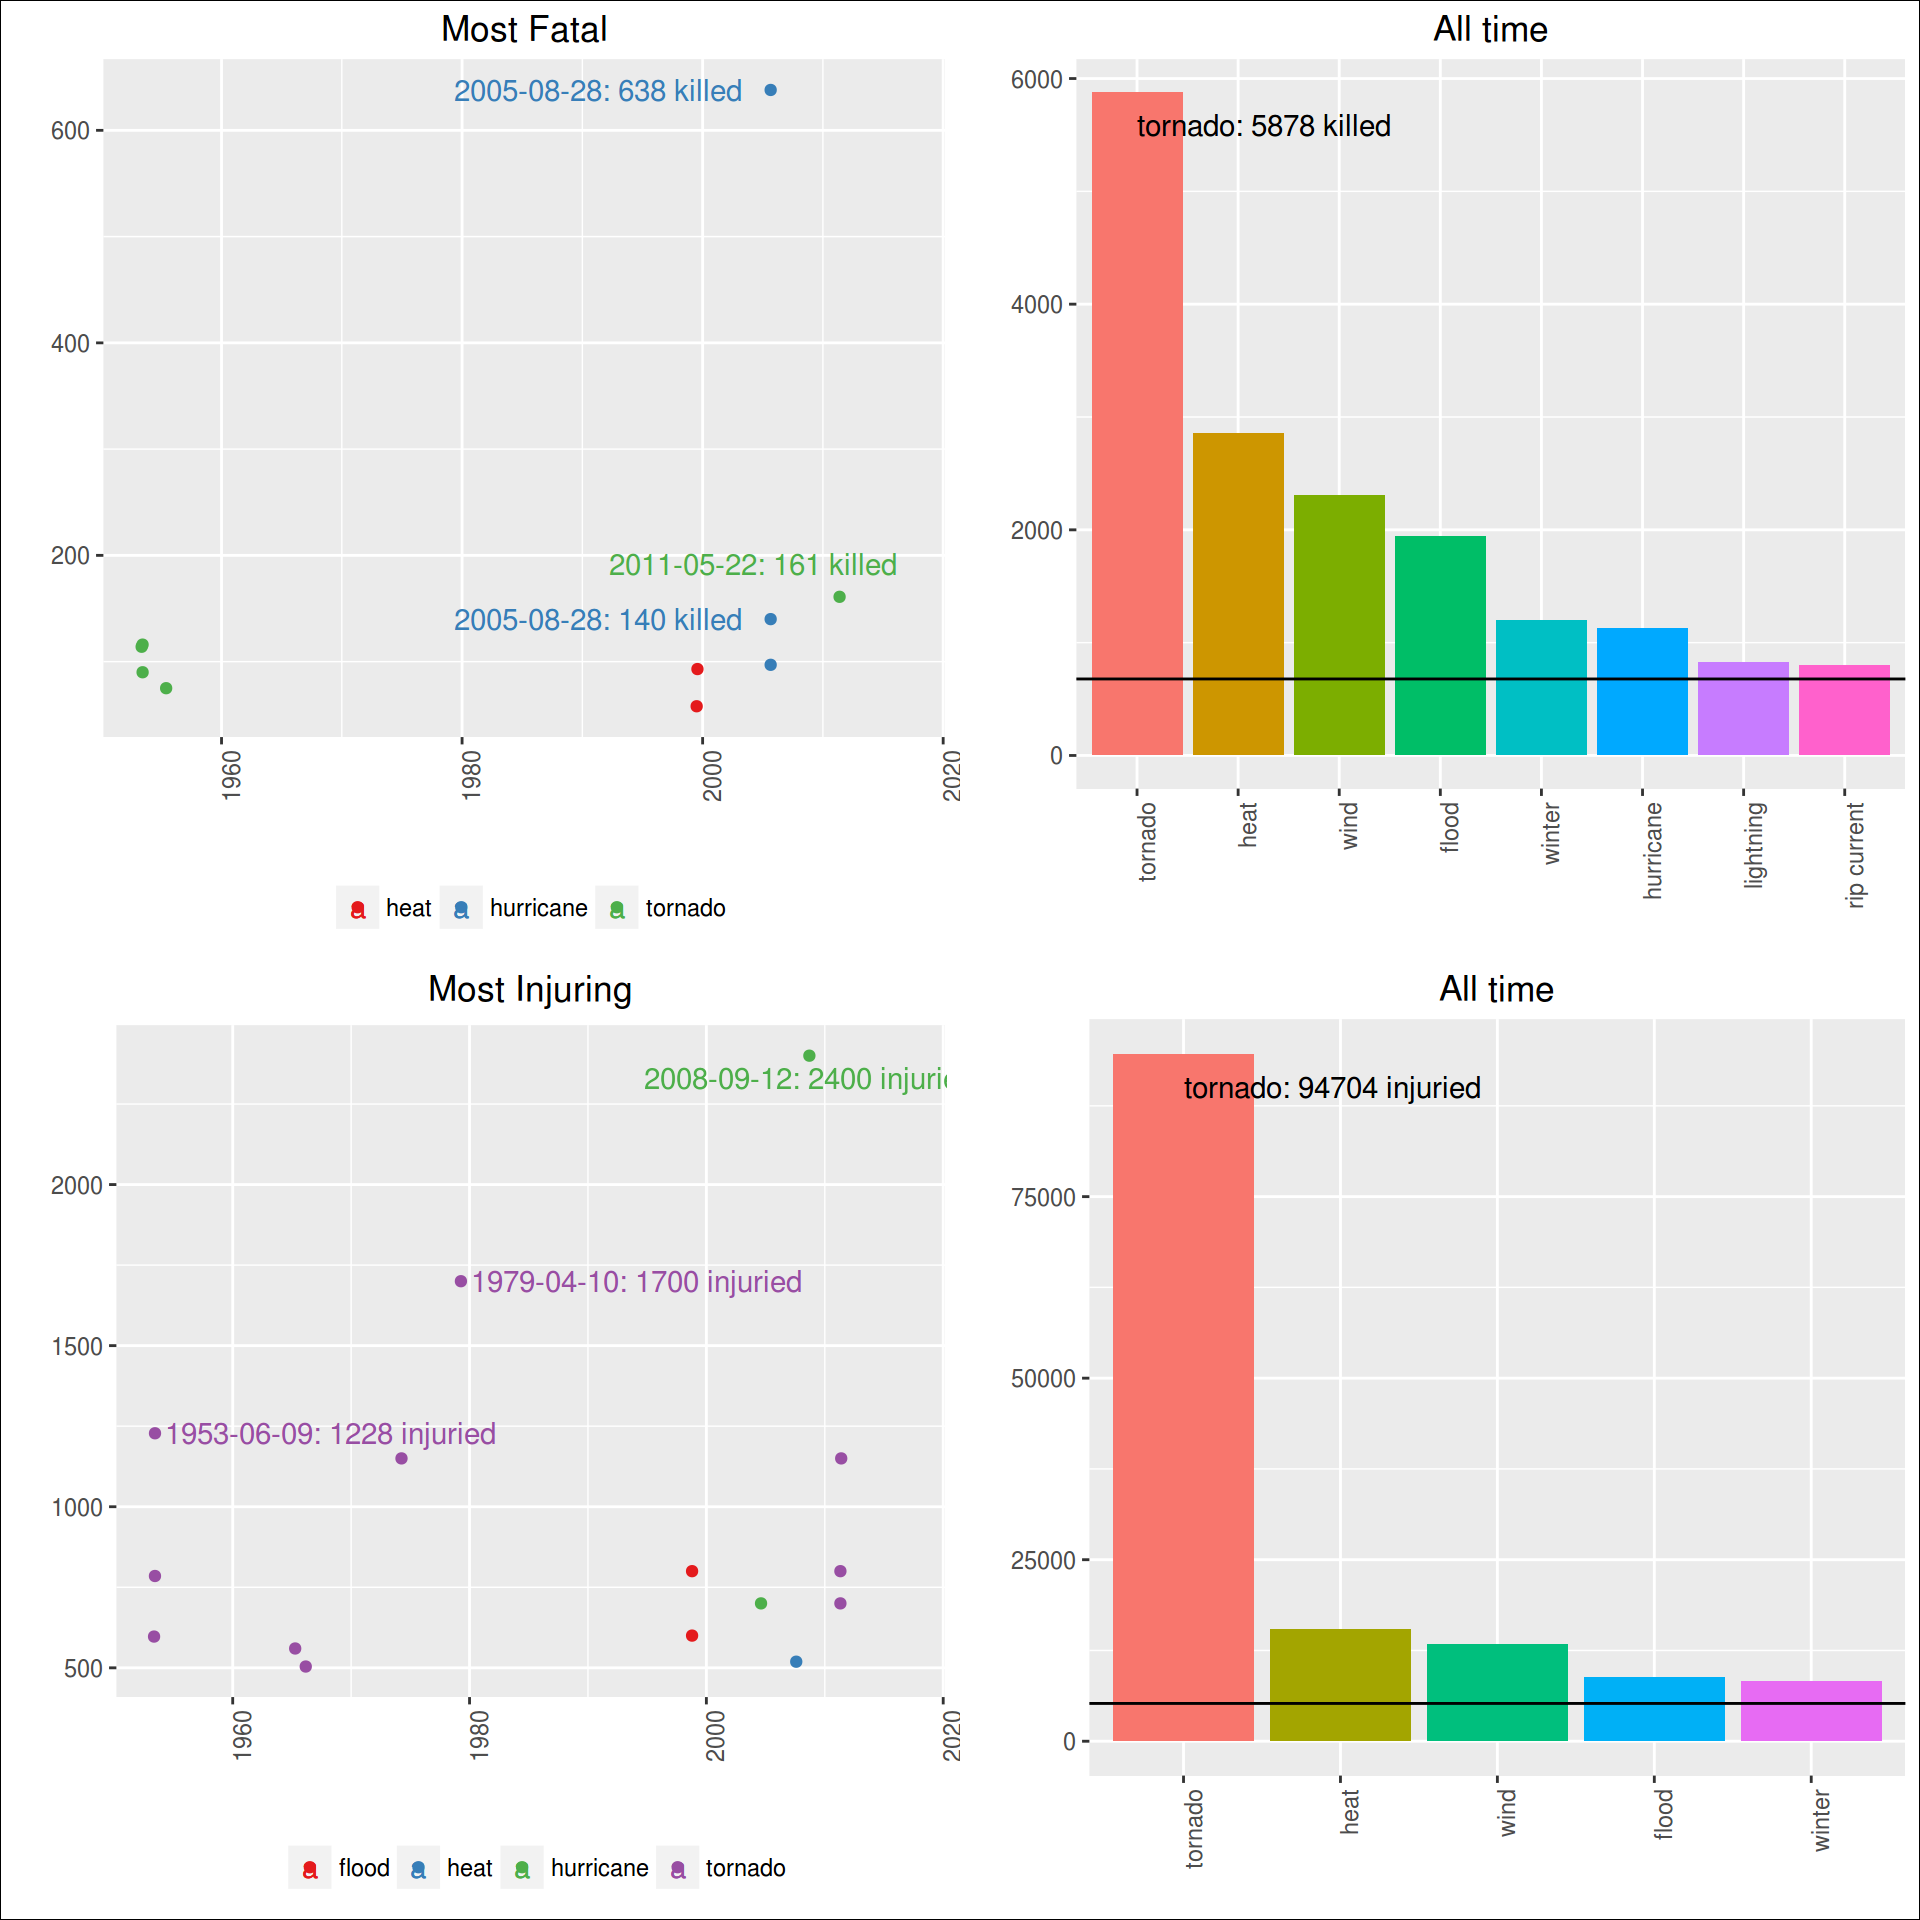 Most Fatal
2005-08-28: 638 killed
600
400
200
2011-05-22: 161 killed
2005-08-28: 140 killed
1960
1980
2000
2020
a heat a hurricane a tornado
All time
6000
tornado: 5878 killed
4000
2000
0
tornado
heat
wind
flood
winter
hurricane
lightning
rip current
Most Injuring
2008-09-12: 2400 injurie
2000
1979-04-10: 1700 injuried
1500
1953-06-09: 1228 injuried
1000
500
1960
1980
2000
2020
a flood a heat a hurricane a tornado
All time
tornado: 94704 injuried
75000
50000
25000
0
tornado
heat
wind
flood
winter